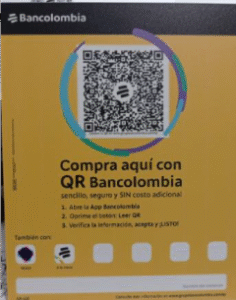 Bancolombia
Compra aquí con
QR Bancolombia
sencillo, seguro y SIN costo adicional
1. Abre la App Bancolombia
2. Oprime el botón: Leer QR
3. Verifica la información, acepta y ¡LISTO!
También con: